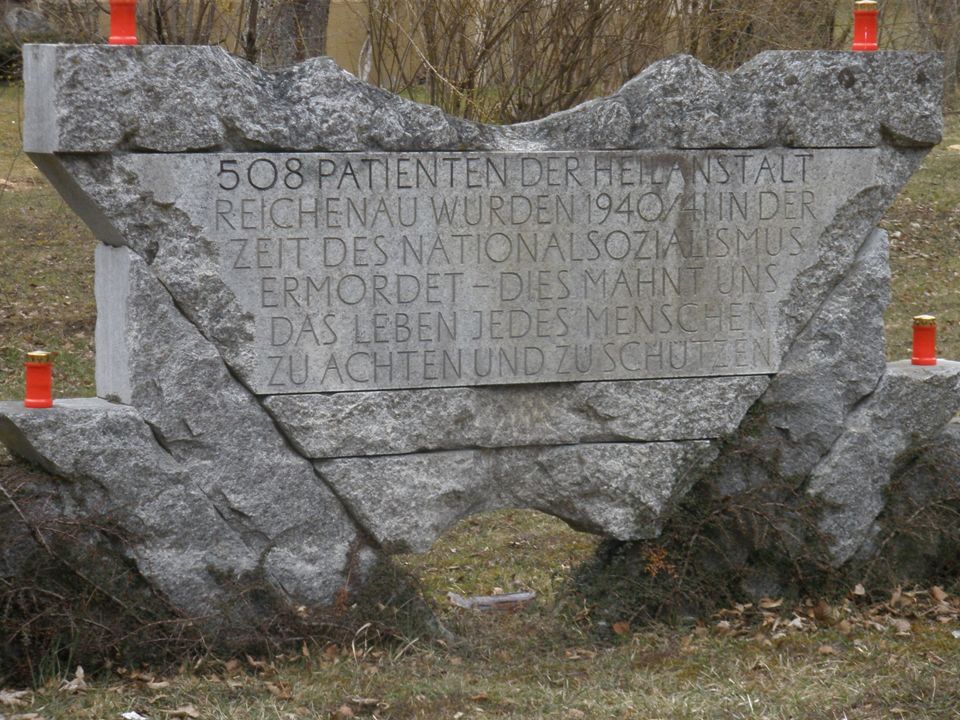 508 PATIENTEN DER HEILANSTALT
REICHENAU WURDEN 1940/41 IN DER
ZEIT DES NATIONALSOZIALISMUS
ERMORDET – DIES MAHNT UNS
DAS LEBEN JEDES MENSCHEN
ZU ACHTEN UND ZU SCHÜTZEN